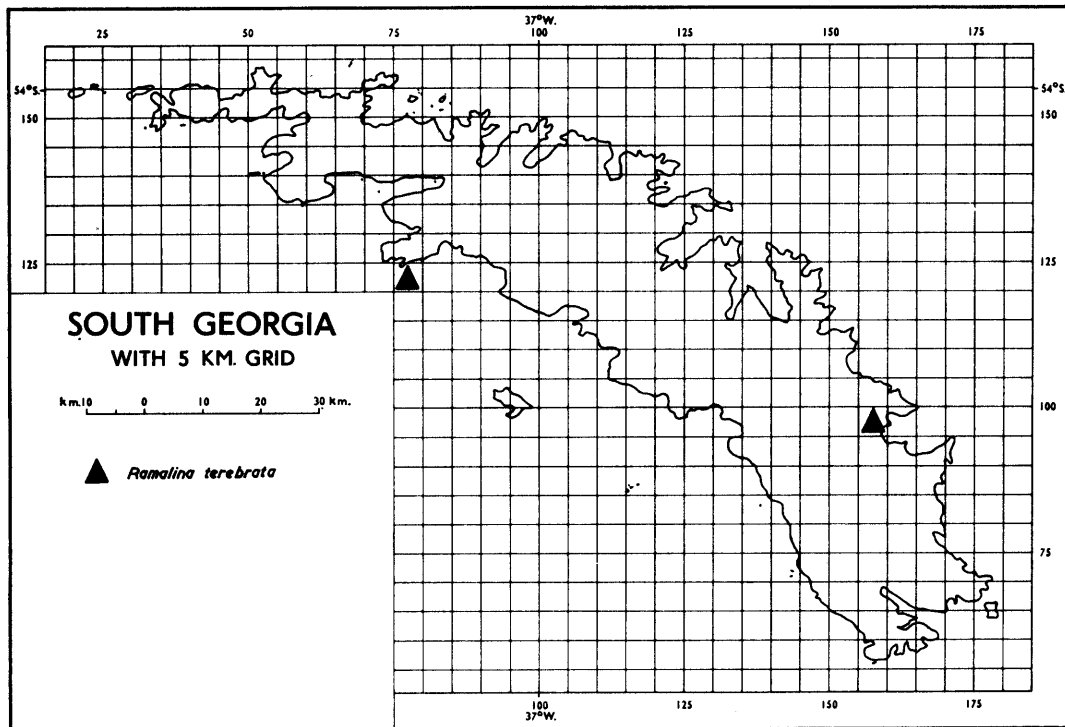 37°W.
25 50 75 100 125 150 175
54°S. 54°S.
150 150
125 125
SOUTH GEORGIA
WITH 5 KM. GRID
km.10 0 10 20 30 km.
100
Ramalina terebrata
75
100 125 150 175
37°W.